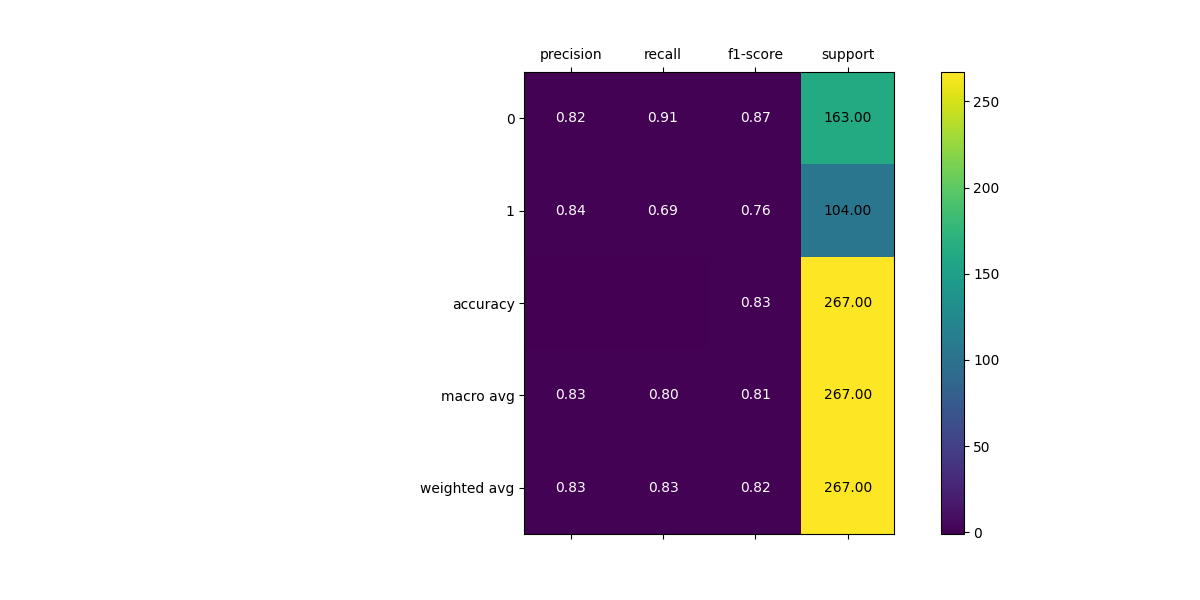 precision recall f1-score support
0 0.82 0.91 0.87 163.00
1 0.84 0.69 0.76 104.00
accuracy 0.83 267.00
macro avg 0.83 0.80 0.81 267.00
weighted avg 0.83 0.83 0.82 267.00
250
200
150
100
50
0